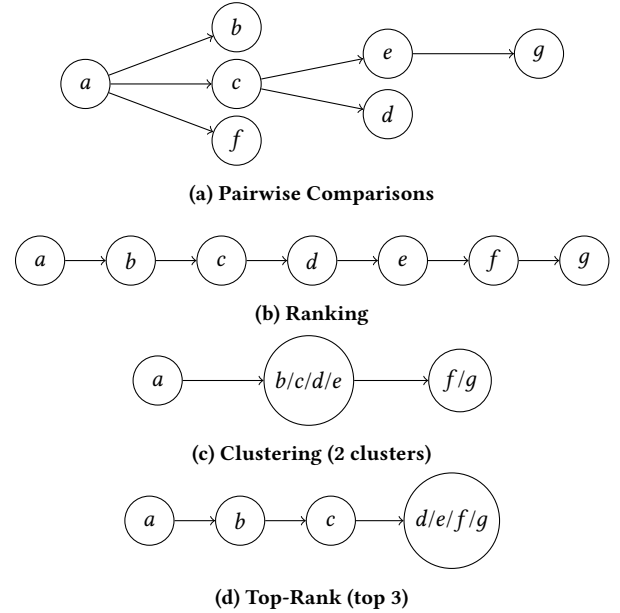 b
e
g
a
c
d
f
(a) Pairwise Comparisons
a b c d e f g
(b) Ranking
a b/c/d/e f/g
(c) Clustering (2 clusters)
a b c d/e/f/g
(d) Top-Rank (top 3)